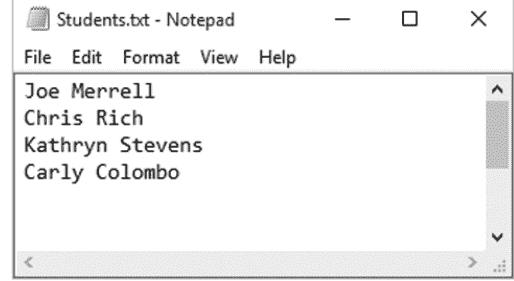 Students.txt - Notepad
File Edit Format View Help
Joe Merrell
Chris Rich
Kathryn Stevens
Carly Colombo